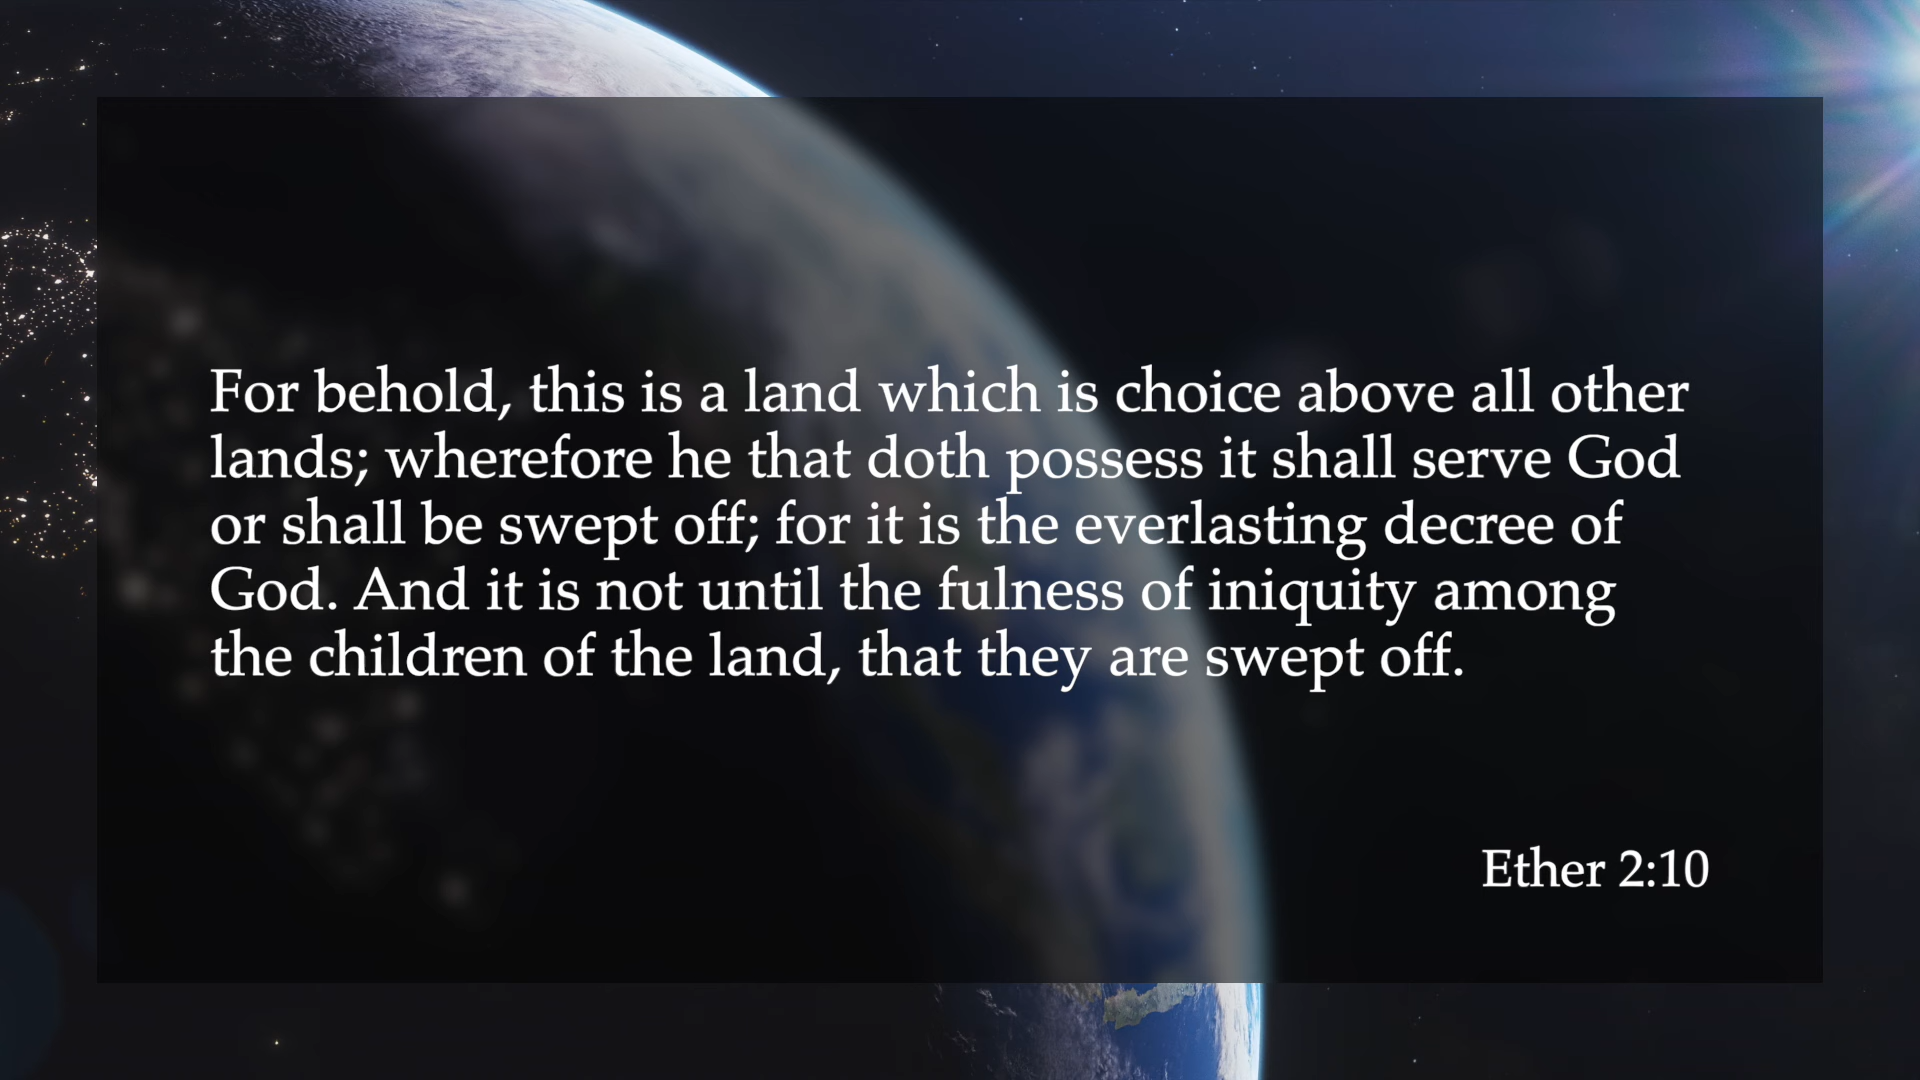 For behold, this is a land which is choice above all other
lands; wherefore he that doth possess it shall serve God
or shall be swept off; for it is the everlasting decree of
God. And it is not until the fulness of iniquity among
the children of the land, that they are swept off.
Ether 2:10